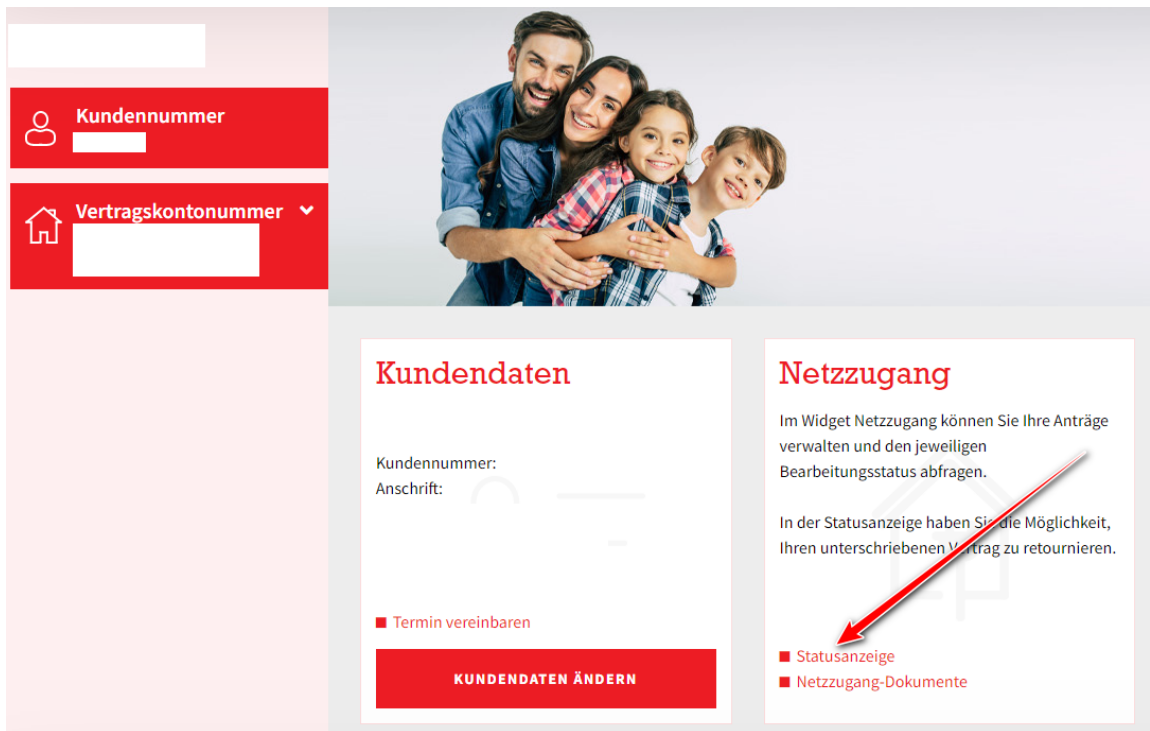 Kundennummer
Vertragskontonummer
Kundendaten
Kundennummer:
Anschrift:
Termin vereinbaren
KUNDENDATEN ÄNDERN
Netzzugang
Im Widget Netzzugang können Sie Ihre Anträge
verwalten und den jeweiligen
Bearbeitungsstatus abfragen.
In der Statusanzeige haben Sie die Möglichkeit,
Ihren unterschriebenen Vertrag zu retournieren.
Statusanzeige
Netzzugang-Dokumente